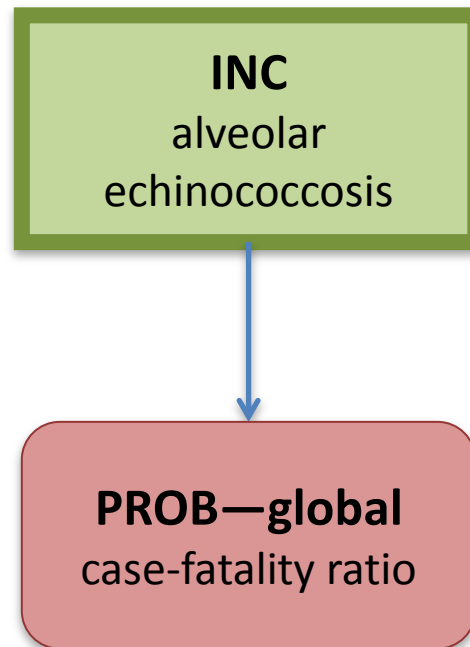 INC
alveolar
echinococcosis
PROB—global
case-fatality ratio